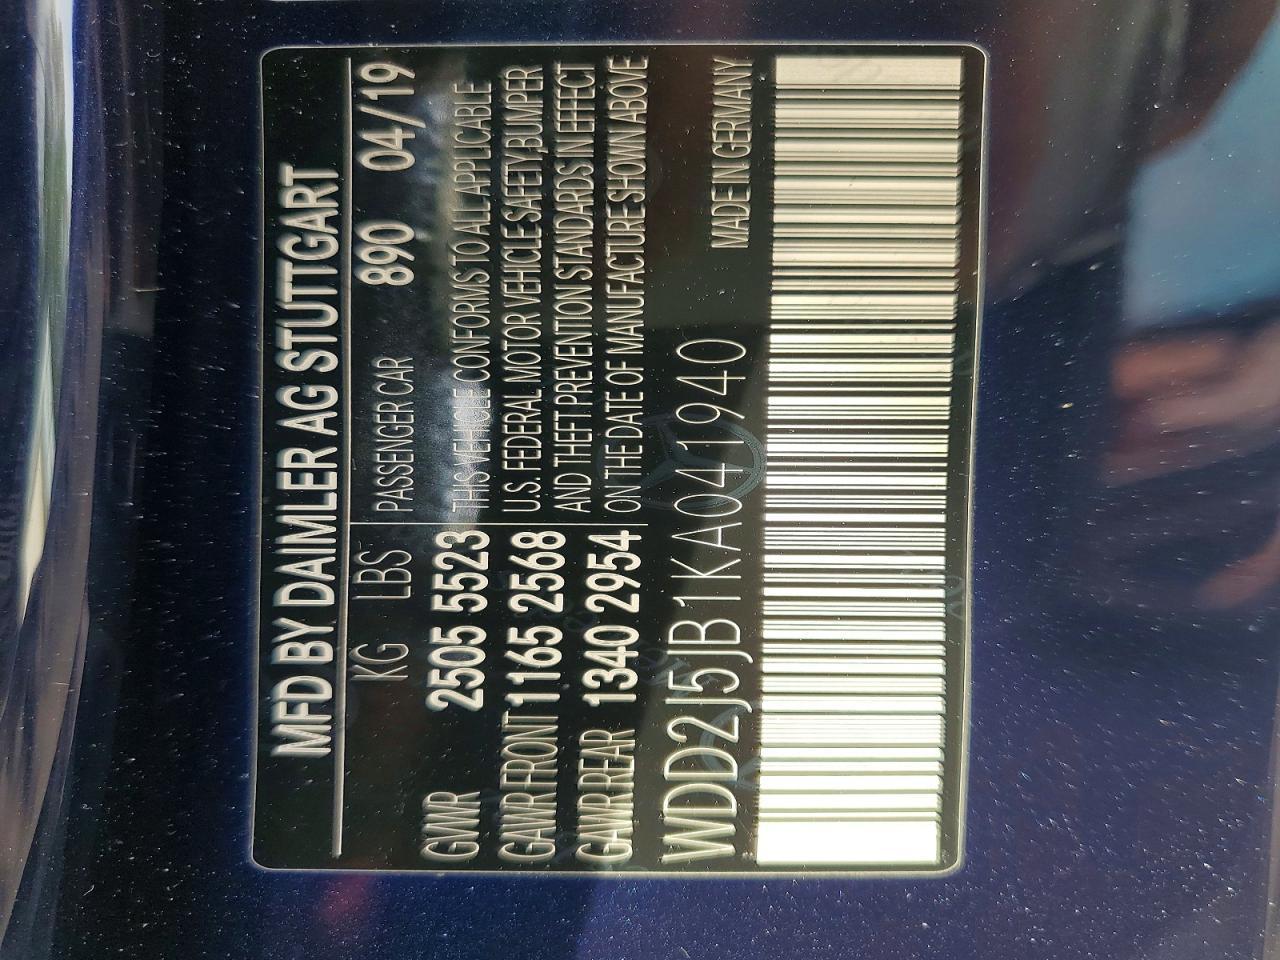 MFD BY DAIMLER AG STUTTGART
KG LBS PASSENGER CAR 890 04/19
GVWR 2505 5523 THIS VEHICLE CONFORMS TO ALL APPLICABLE
GAWR FRONT 1165 2568 U.S. FEDERAL MOTOR VEHICLE SAFETY,BUMPER
GAWR REAR 1340 2954 AND THEFT PREVENTION STANDARDS IN EFFECT
ON THE DATE OF MANUFACTURE SHOWN ABOVE
WDD2J5JB1KA041940 MADE IN GERMANY